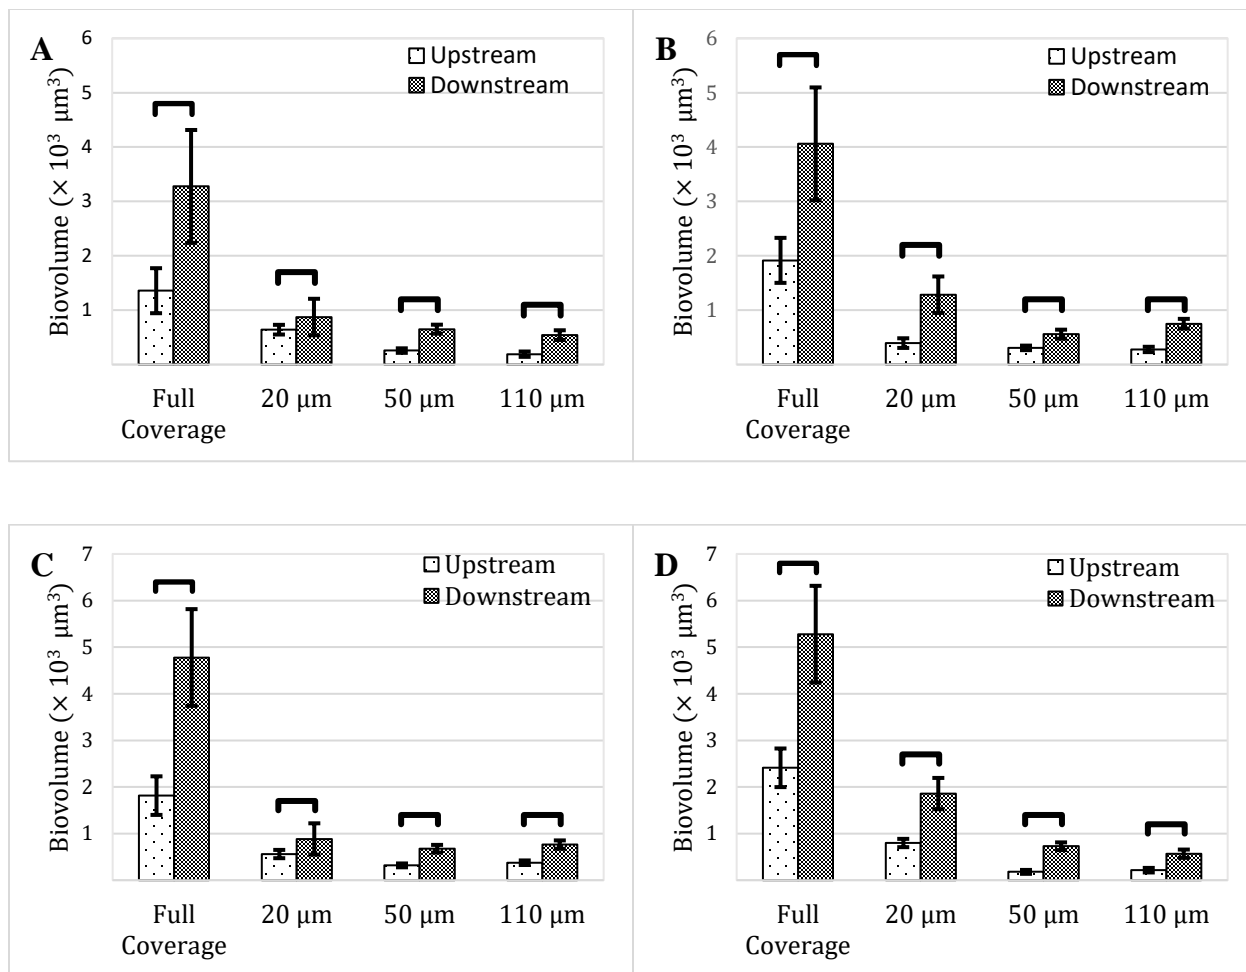 A
Biovolume (× 10³ μm³)
6
5
4
3
2
1
Upstream
Downstream
Full Coverage
20 μm
50 μm
110 μm
B
Biovolume (× 10³ μm³)
6
5
4
3
2
1
Upstream
Downstream
Full Coverage
20 μm
50 μm
110 μm
C
Biovolume (× 10³ μm³)
7
6
5
4
3
2
1
Upstream
Downstream
Full Coverage
20 μm
50 μm
110 μm
D
Biovolume (× 10³ μm³)
7
6
5
4
3
2
1
Upstream
Downstream
Full Coverage
20 μm
50 μm
110 μm